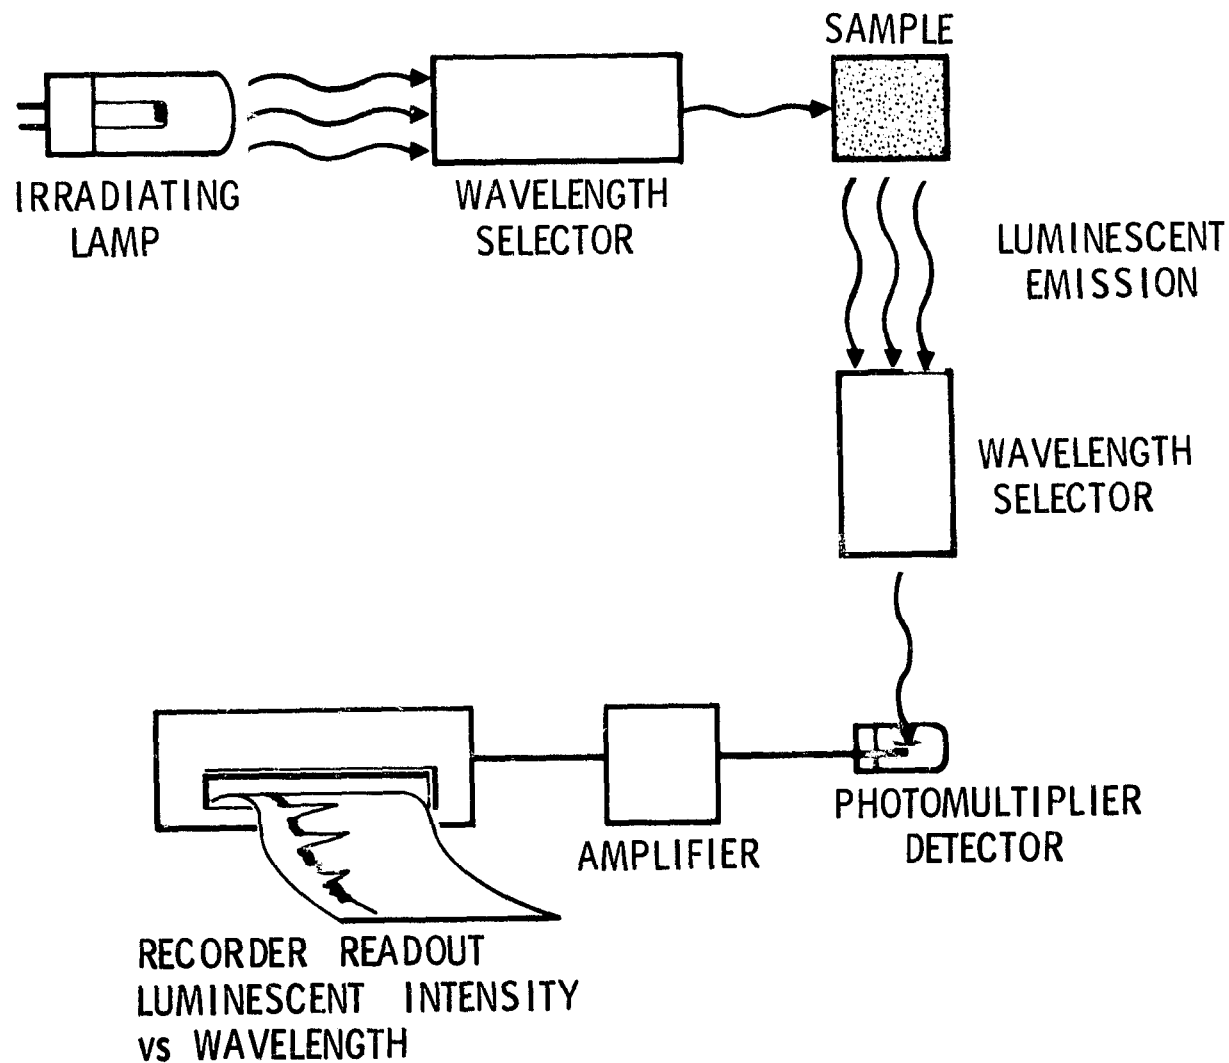 SAMPLE
IRRADIATING
LAMP
WAVELENGTH
SELECTOR
LUMINESCENT
EMISSION
WAVELENGTH
SELECTOR
PHOTOMULTIPLIER
DETECTOR
AMPLIFIER
RECORDER READOUT
LUMINESCENT INTENSITY
vs WAVELENGTH